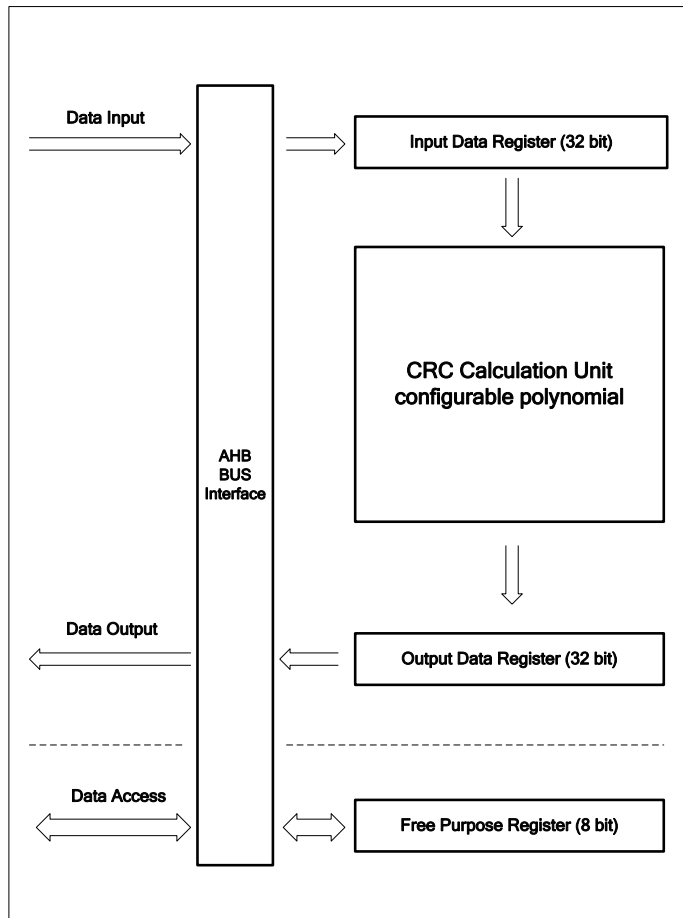 Data Input
Input Data Register (32 bit)
CRC Calculation Unit
configurable polynomial
AHB
BUS
Interface
Data Output
Output Data Register (32 bit)
Data Access
Free Purpose Register (8 bit)